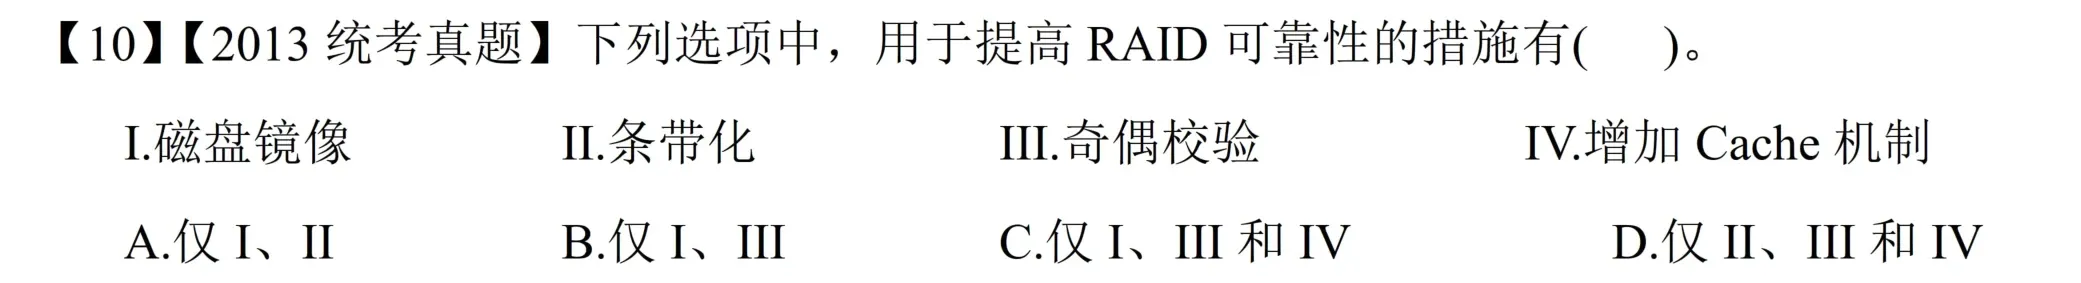 【10】【2013 统考真题】下列选项中，用于提高 RAID 可靠性的措施有(    )。
I.磁盘镜像 II.条带化 III.奇偶校验 IV.增加 Cache 机制
A.仅 I、II B.仅 I、III C.仅 I、III 和 IV D.仅 II、III 和 IV